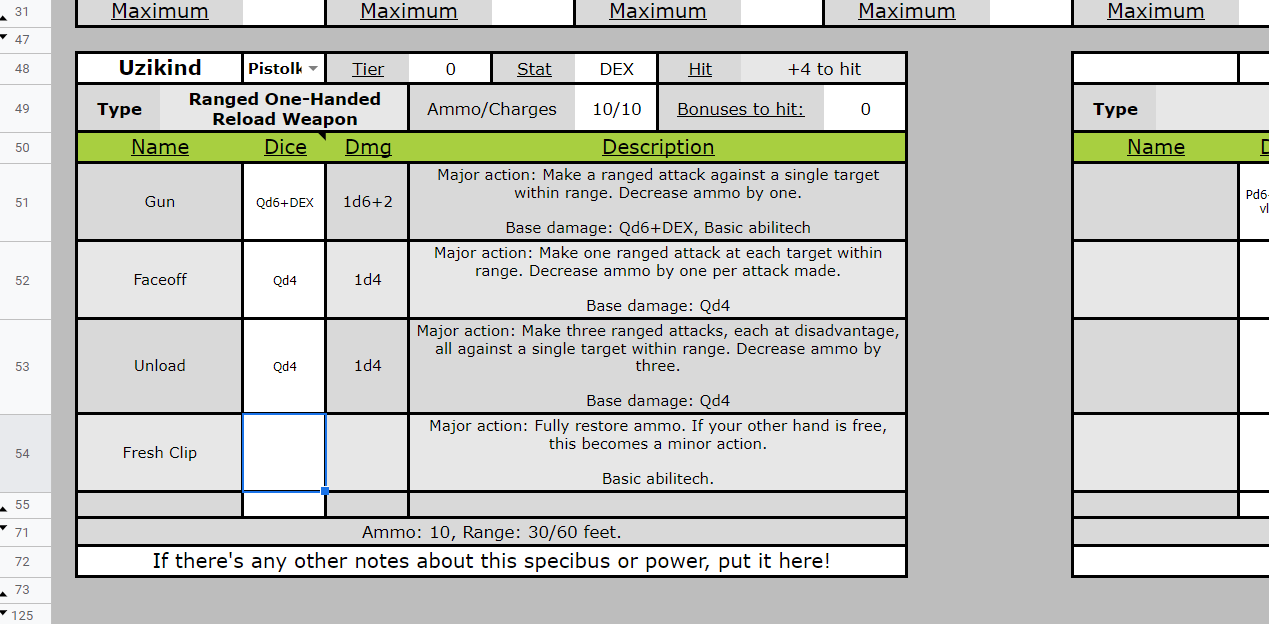 31 Maximum Maximum Maximum Maximum Maximum
47
48 Uzikind Pistolk Tier 0 Stat DEX Hit +4 to hit
49 Type Ranged One-Handed
Reload Weapon Ammo/Charges 10/10 Bonuses to hit: 0 Type
50 Name Dice Dmg Description Name
51 Gun Qd6+DEX 1d6+2 Major action: Make a ranged attack against a single target
within range. Decrease ammo by one.
Base damage: Qd6+DEX, Basic abilitech
Pd6-
52 Faceoff Qd4 1d4 Major action: Make one ranged attack at each target within
range. Decrease ammo by one per attack made.
Base damage: Qd4
53 Unload Qd4 1d4 Major action: Make three ranged attacks, each at disadvantage,
all against a single target within range. Decrease ammo by
three.
Base damage: Qd4
54 Fresh Clip Major action: Fully restore ammo. If your other hand is free,
this becomes a minor action.
Basic abilitech.
55
71 Ammo: 10, Range: 30/60 feet.
72 If there's any other notes about this specibus or power, put it here!
73
125